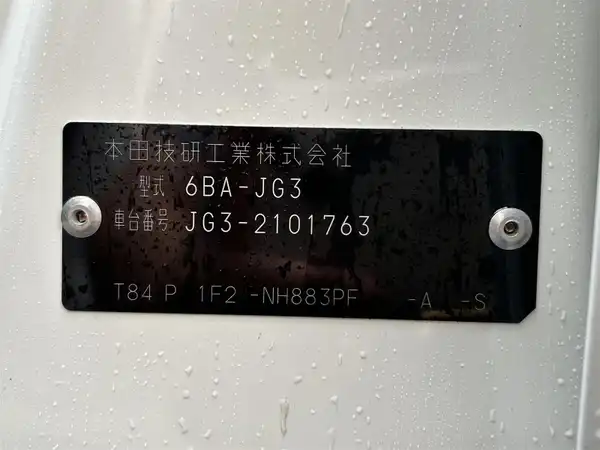 本田技研工業株式会社
型式 6BA-JG3
車台番号 JG3-2101763
T84 P 1F2 -NH883PF -A -S